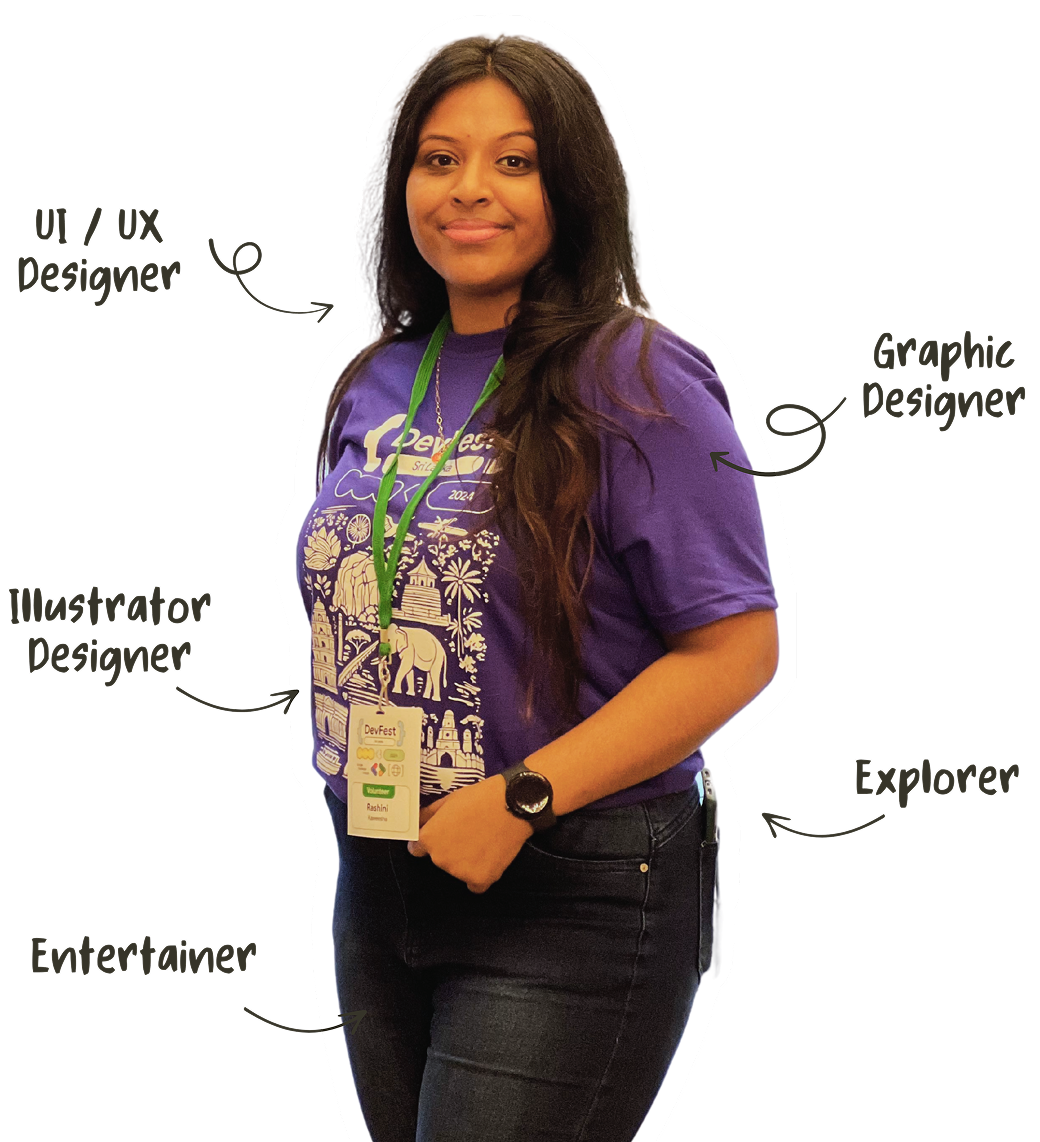 UI / UX
Designer
Graphic
Designer
DevFest
Sri Lanka
2024
Illustrator
Designer
DevFest
Volunteer
Rashini
Explorer
Entertainer